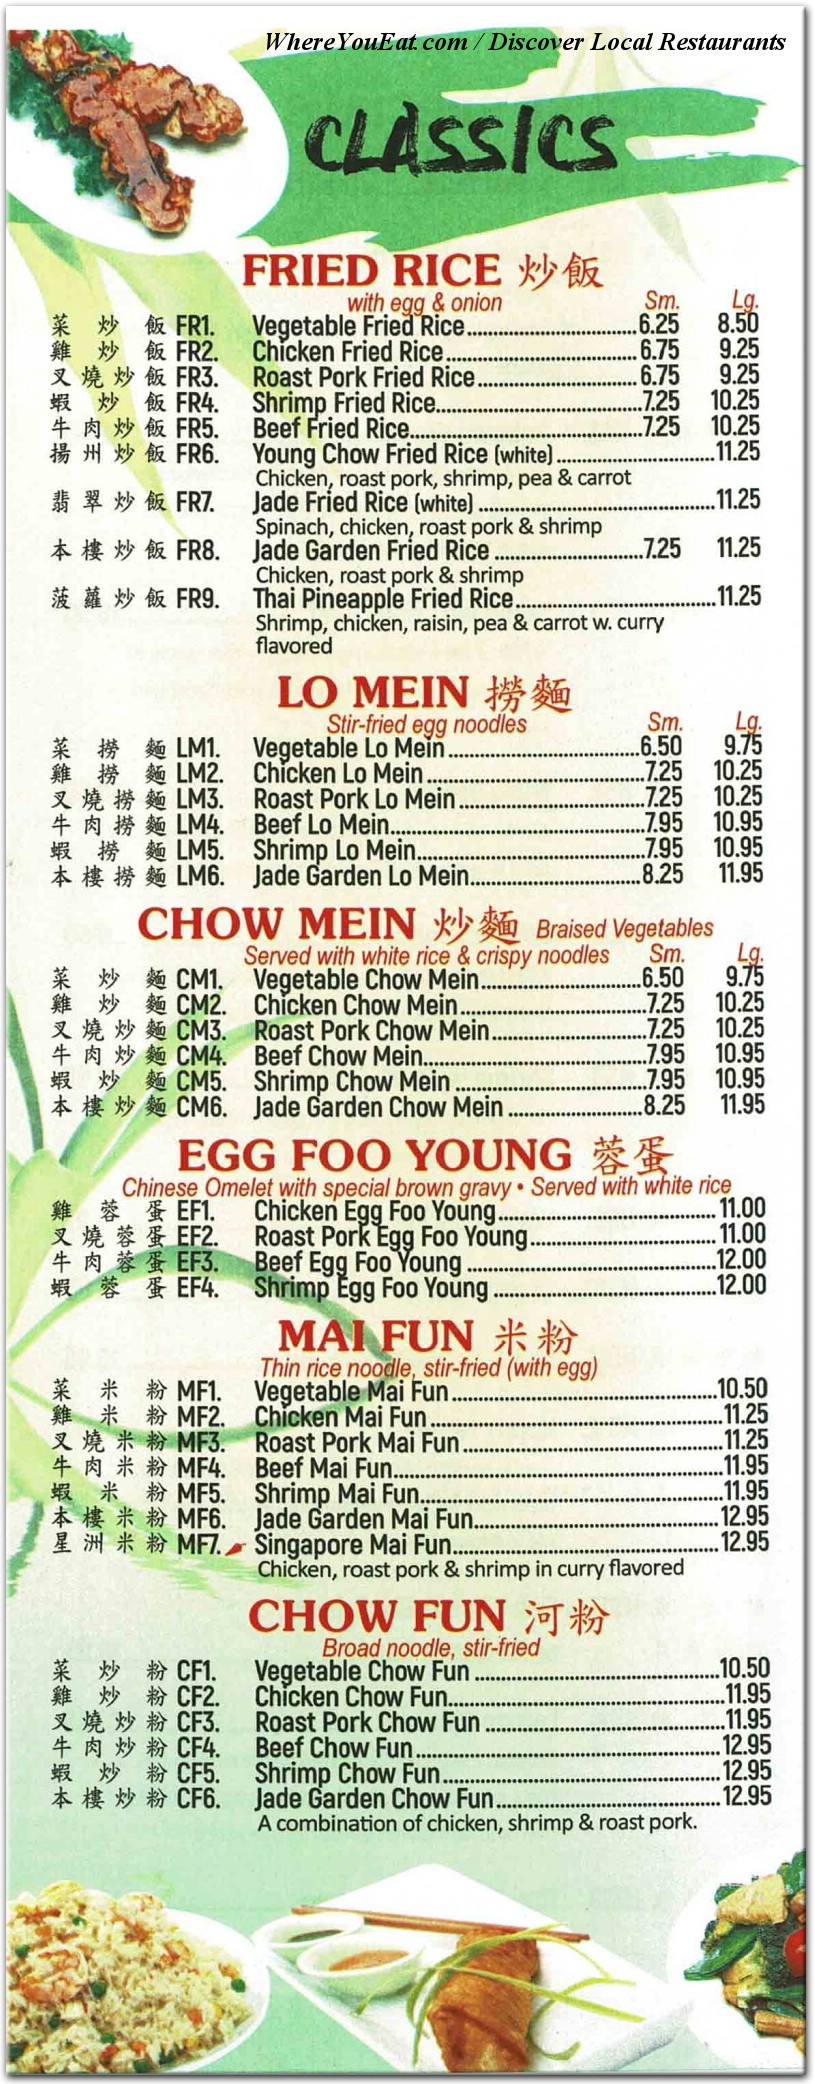 WhereYouEat.com / Discover Local Restaurants
CLASSICS
FRIED RICE 炒飯
with egg & onion Sm. Lg.
菜炒飯 FR1. Vegetable Fried Rice 6.25 8.50
雞炒飯 FR2. Chicken Fried Rice 6.75 9.25
叉燒炒飯 FR3. Roast Pork Fried Rice 6.75 9.25
蝦炒飯 FR4. Shrimp Fried Rice 7.25 10.25
牛肉炒飯 FR5. Beef Fried Rice 7.25 10.25
揚州炒飯 FR6. Young Chow Fried Rice (white) 11.25
Chicken, roast pork, shrimp, pea & carrot
翡翠炒飯 FR7. Jade Fried Rice (white) 11.25
Spinach, chicken, roast pork & shrimp
本樓炒飯 FR8. Jade Garden Fried Rice 7.25 11.25
Chicken, roast pork & shrimp
菠蘿炒飯 FR9. Thai Pineapple Fried Rice 11.25
Shrimp, chicken, raisin, pea & carrot w. curry
flavored
LO MEIN 撈麵
Stir-fried egg noodles Sm. Lg.
菜撈麵 LM1. Vegetable Lo Mein 6.50 9.75
雞撈麵 LM2. Chicken Lo Mein 7.25 10.25
叉燒撈麵 LM3. Roast Pork Lo Mein 7.25 10.25
牛肉撈麵 LM4. Beef Lo Mein 7.95 10.95
蝦撈麵 LM5. Shrimp Lo Mein 7.95 10.95
本樓撈麵 LM6. Jade Garden Lo Mein 8.25 11.95
CHOW MEIN 炒麵 Braised Vegetables
Served with white rice & crispy noodles Sm. Lg.
菜炒麵 CM1. Vegetable Chow Mein 6.50 9.75
雞炒麵 CM2. Chicken Chow Mein 7.25 10.25
叉燒炒麵 CM3. Roast Pork Chow Mein 7.25 10.25
牛肉炒麵 CM4. Beef Chow Mein 7.95 10.95
蝦炒麵 CM5. Shrimp Chow Mein 7.95 10.95
本樓炒麵 CM6. Jade Garden Chow Mein 8.25 11.95
EGG FOO YOUNG 蓉蛋
Chinese Omelet with special brown gravy • Served with white rice
雞蓉蛋 EF1. Chicken Egg Foo Young 11.00
叉燒蓉蛋 EF2. Roast Pork Egg Foo Young 11.00
牛肉蓉蛋 EF3. Beef Egg Foo Young 12.00
蝦蓉蛋 EF4. Shrimp Egg Foo Young 12.00
MAI FUN 米粉
Thin rice noodle, stir-fried (with egg)
菜米粉 MF1. Vegetable Mai Fun 10.50
雞米粉 MF2. Chicken Mai Fun 11.25
叉燒米粉 MF3. Roast Pork Mai Fun 11.25
牛肉米粉 MF4. Beef Mai Fun 11.95
蝦米粉 MF5. Shrimp Mai Fun 11.95
本樓米粉 MF6. Jade Garden Mai Fun 12.95
星洲米粉 MF7. Singapore Mai Fun 12.95
Chicken, roast pork & shrimp in curry flavored
CHOW FUN 河粉
Broad noodle, stir-fried
菜炒粉 CF1. Vegetable Chow Fun 10.50
雞炒粉 CF2. Chicken Chow Fun 11.95
叉燒炒粉 CF3. Roast Pork Chow Fun 11.95
牛肉炒粉 CF4. Beef Chow Fun 12.95
蝦炒粉 CF5. Shrimp Chow Fun 12.95
本樓炒粉 CF6. Jade Garden Chow Fun 12.95
A combination of chicken, shrimp & roast pork.